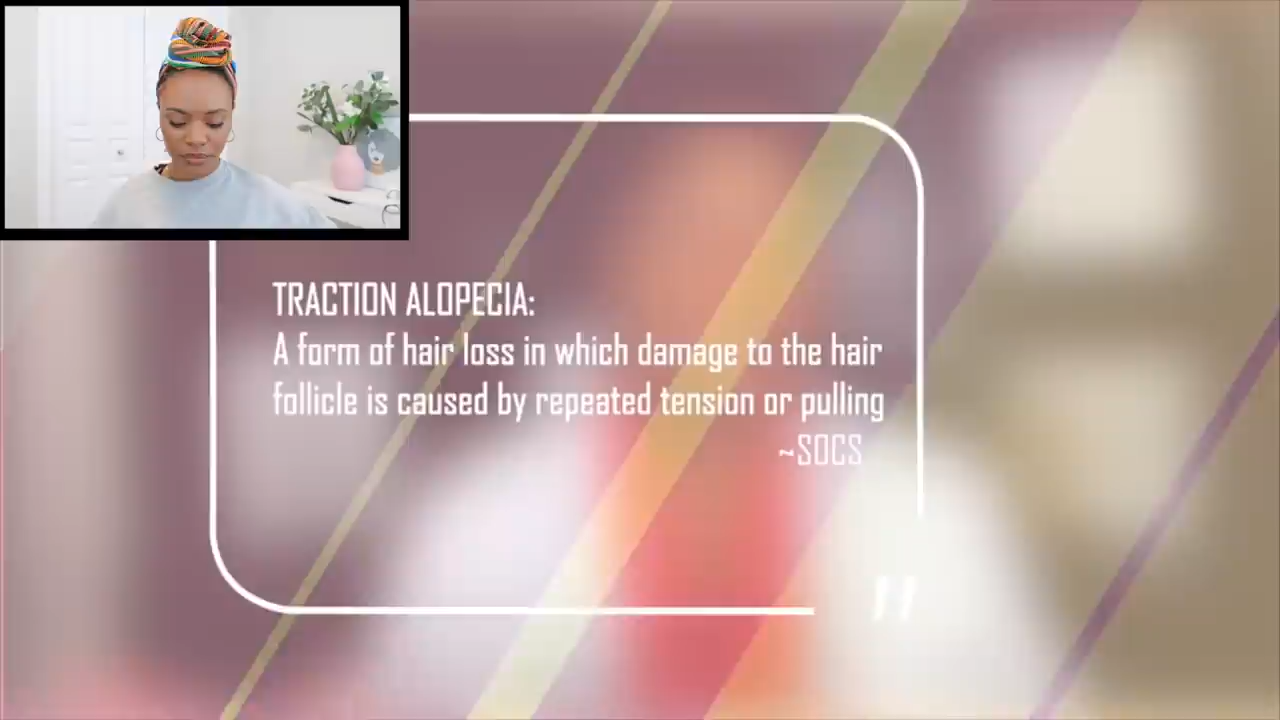 TRACTION ALOPECIA:
A form of hair loss in which damage to the hair
follicle is caused by repeated tension or pulling
~SOCS
"